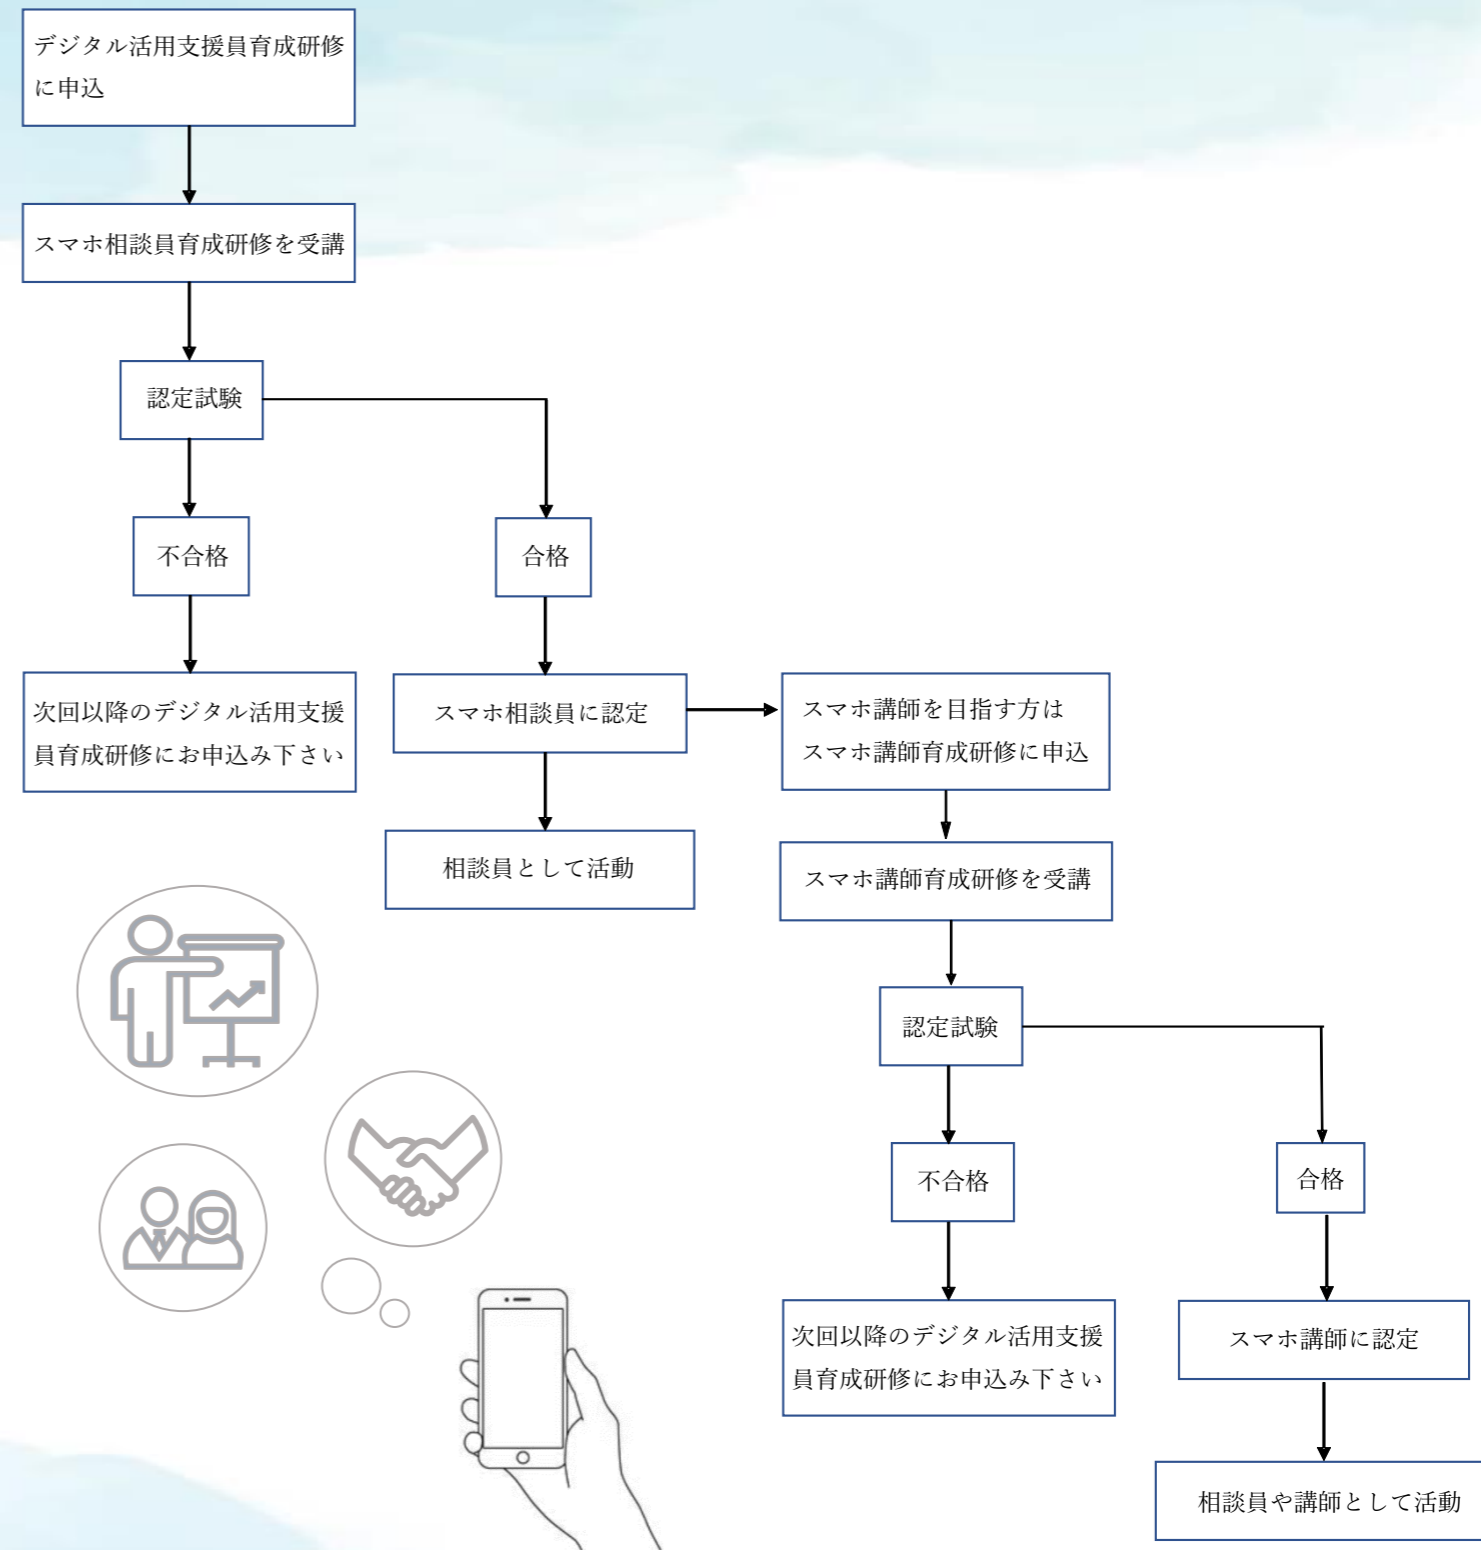 デジタル活用支援員育成研修
に申込
スマホ相談員育成研修を受講
認定試験
不合格
合格
次回以降のデジタル活用支援
員育成研修にお申込み下さい
スマホ相談員に認定
スマホ講師を目指す方は
スマホ講師育成研修に申込
相談員として活動
スマホ講師育成研修を受講
認定試験
不合格
合格
次回以降のデジタル活用支援
員育成研修にお申込み下さい
スマホ講師に認定
相談員や講師として活動